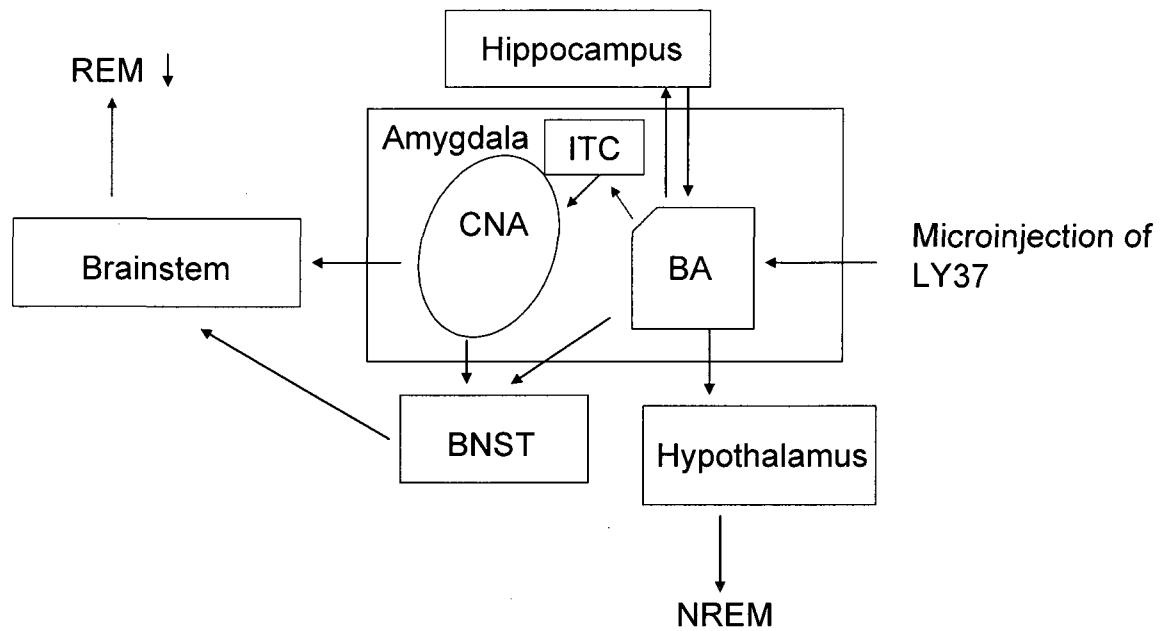 Hippocampus
REM ↓
Amygdala
ITC
CNA
BA
Microinjection of
LY37
Brainstem
BNST
Hypothalamus
NREM